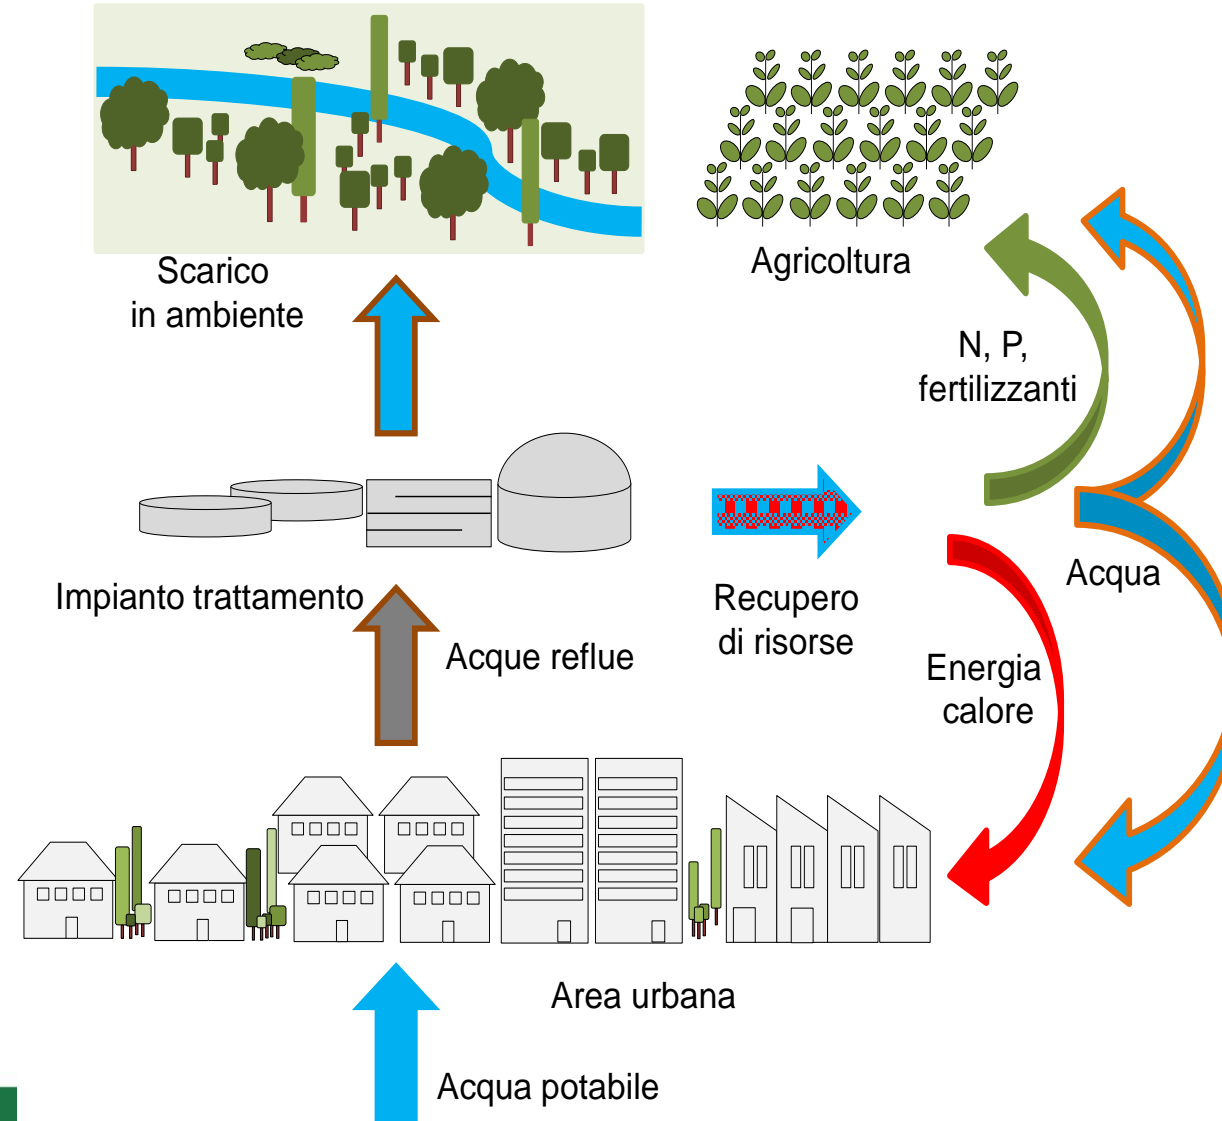 Scarico
in ambiente
Agricoltura
N, P,
fertilizzanti
Impianto trattamento
Acque reflue
Recupero
di risorse
Acqua
Energia
calore
Area urbana
Acqua potabile